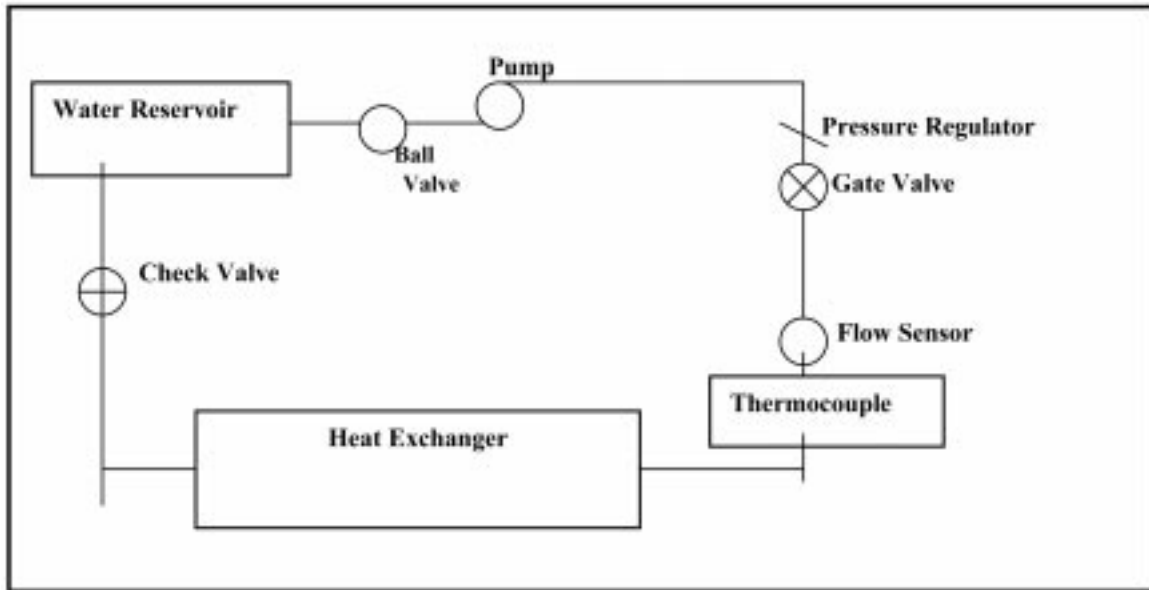 Pump
Water Reservoir
Ball
Valve
Pressure Regulator
Gate Valve
Check Valve
Flow Sensor
Thermocouple
Heat Exchanger